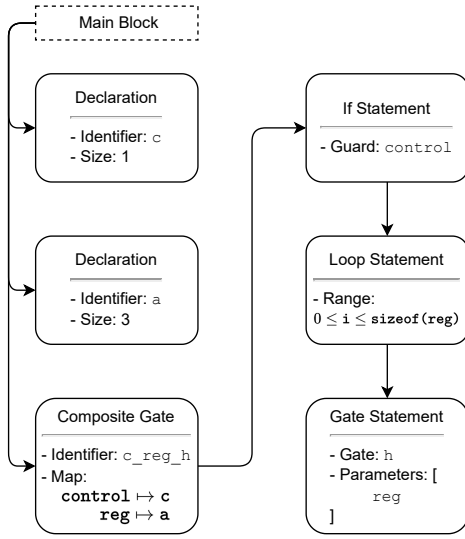 Main Block
Declaration
- Identifier: c
- Size: 1
Declaration
- Identifier: a
- Size: 3
Composite Gate
- Identifier: c_reg_h
- Map:
control ↦ c
reg ↦ a
If Statement
- Guard: control
Loop Statement
- Range:
0 ≤ i ≤ sizeof(reg)
Gate Statement
- Gate: h
- Parameters: [
reg
]